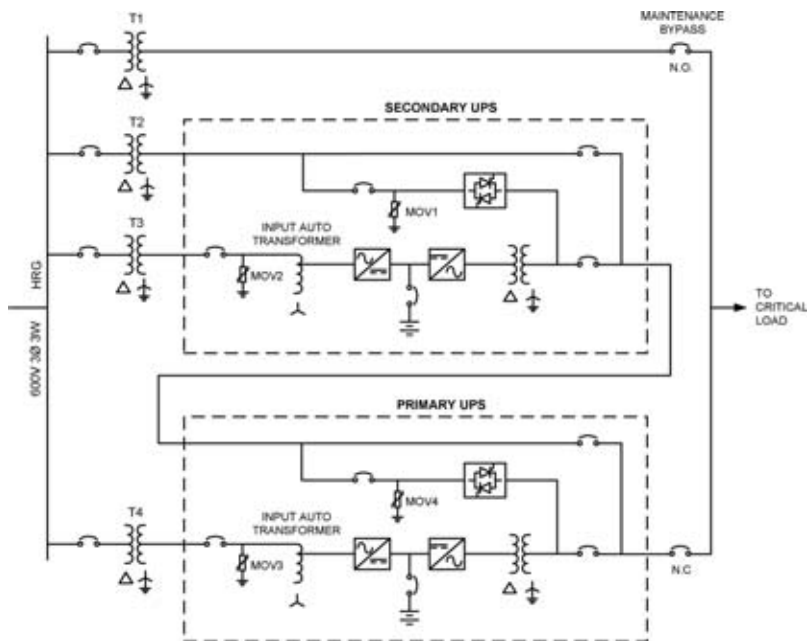 T1
MAINTENANCE
BYPASS
N.O.
SECONDARY UPS
T2
MOV1
INPUT AUTO
TRANSFORMER
T3
MOV2
HRG
600V 3Ø 3W
TO
CRITICAL
LOAD
PRIMARY UPS
MOV4
INPUT AUTO
TRANSFORMER
T4
MOV3
N.C